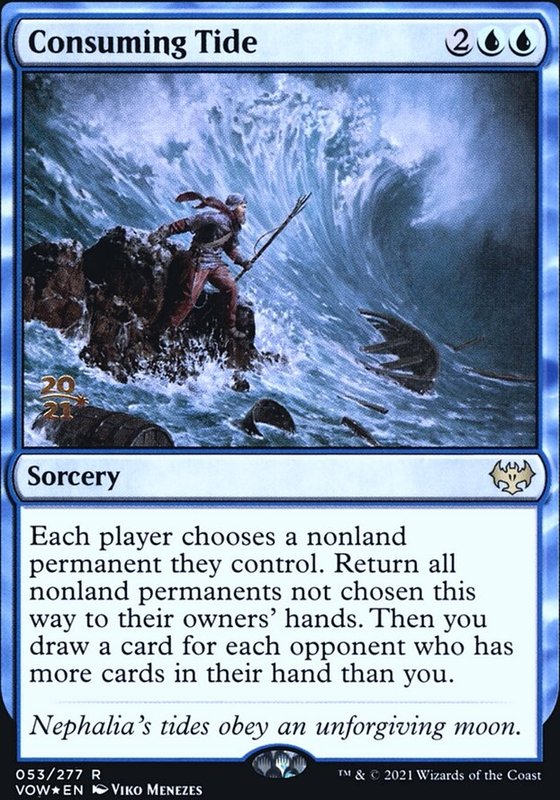 Consuming Tide 2
20
21
Sorcery
Each player chooses a nonland
permanent they control. Return all
nonland permanents not chosen this
way to their owners' hands. Then you
draw a card for each opponent who has
more cards in their hand than you.
Nephalia's tides obey an unforgiving moon.
053/277 R
VOW★EN Viko Menezes
™ & © 2021 Wizards of the Coast